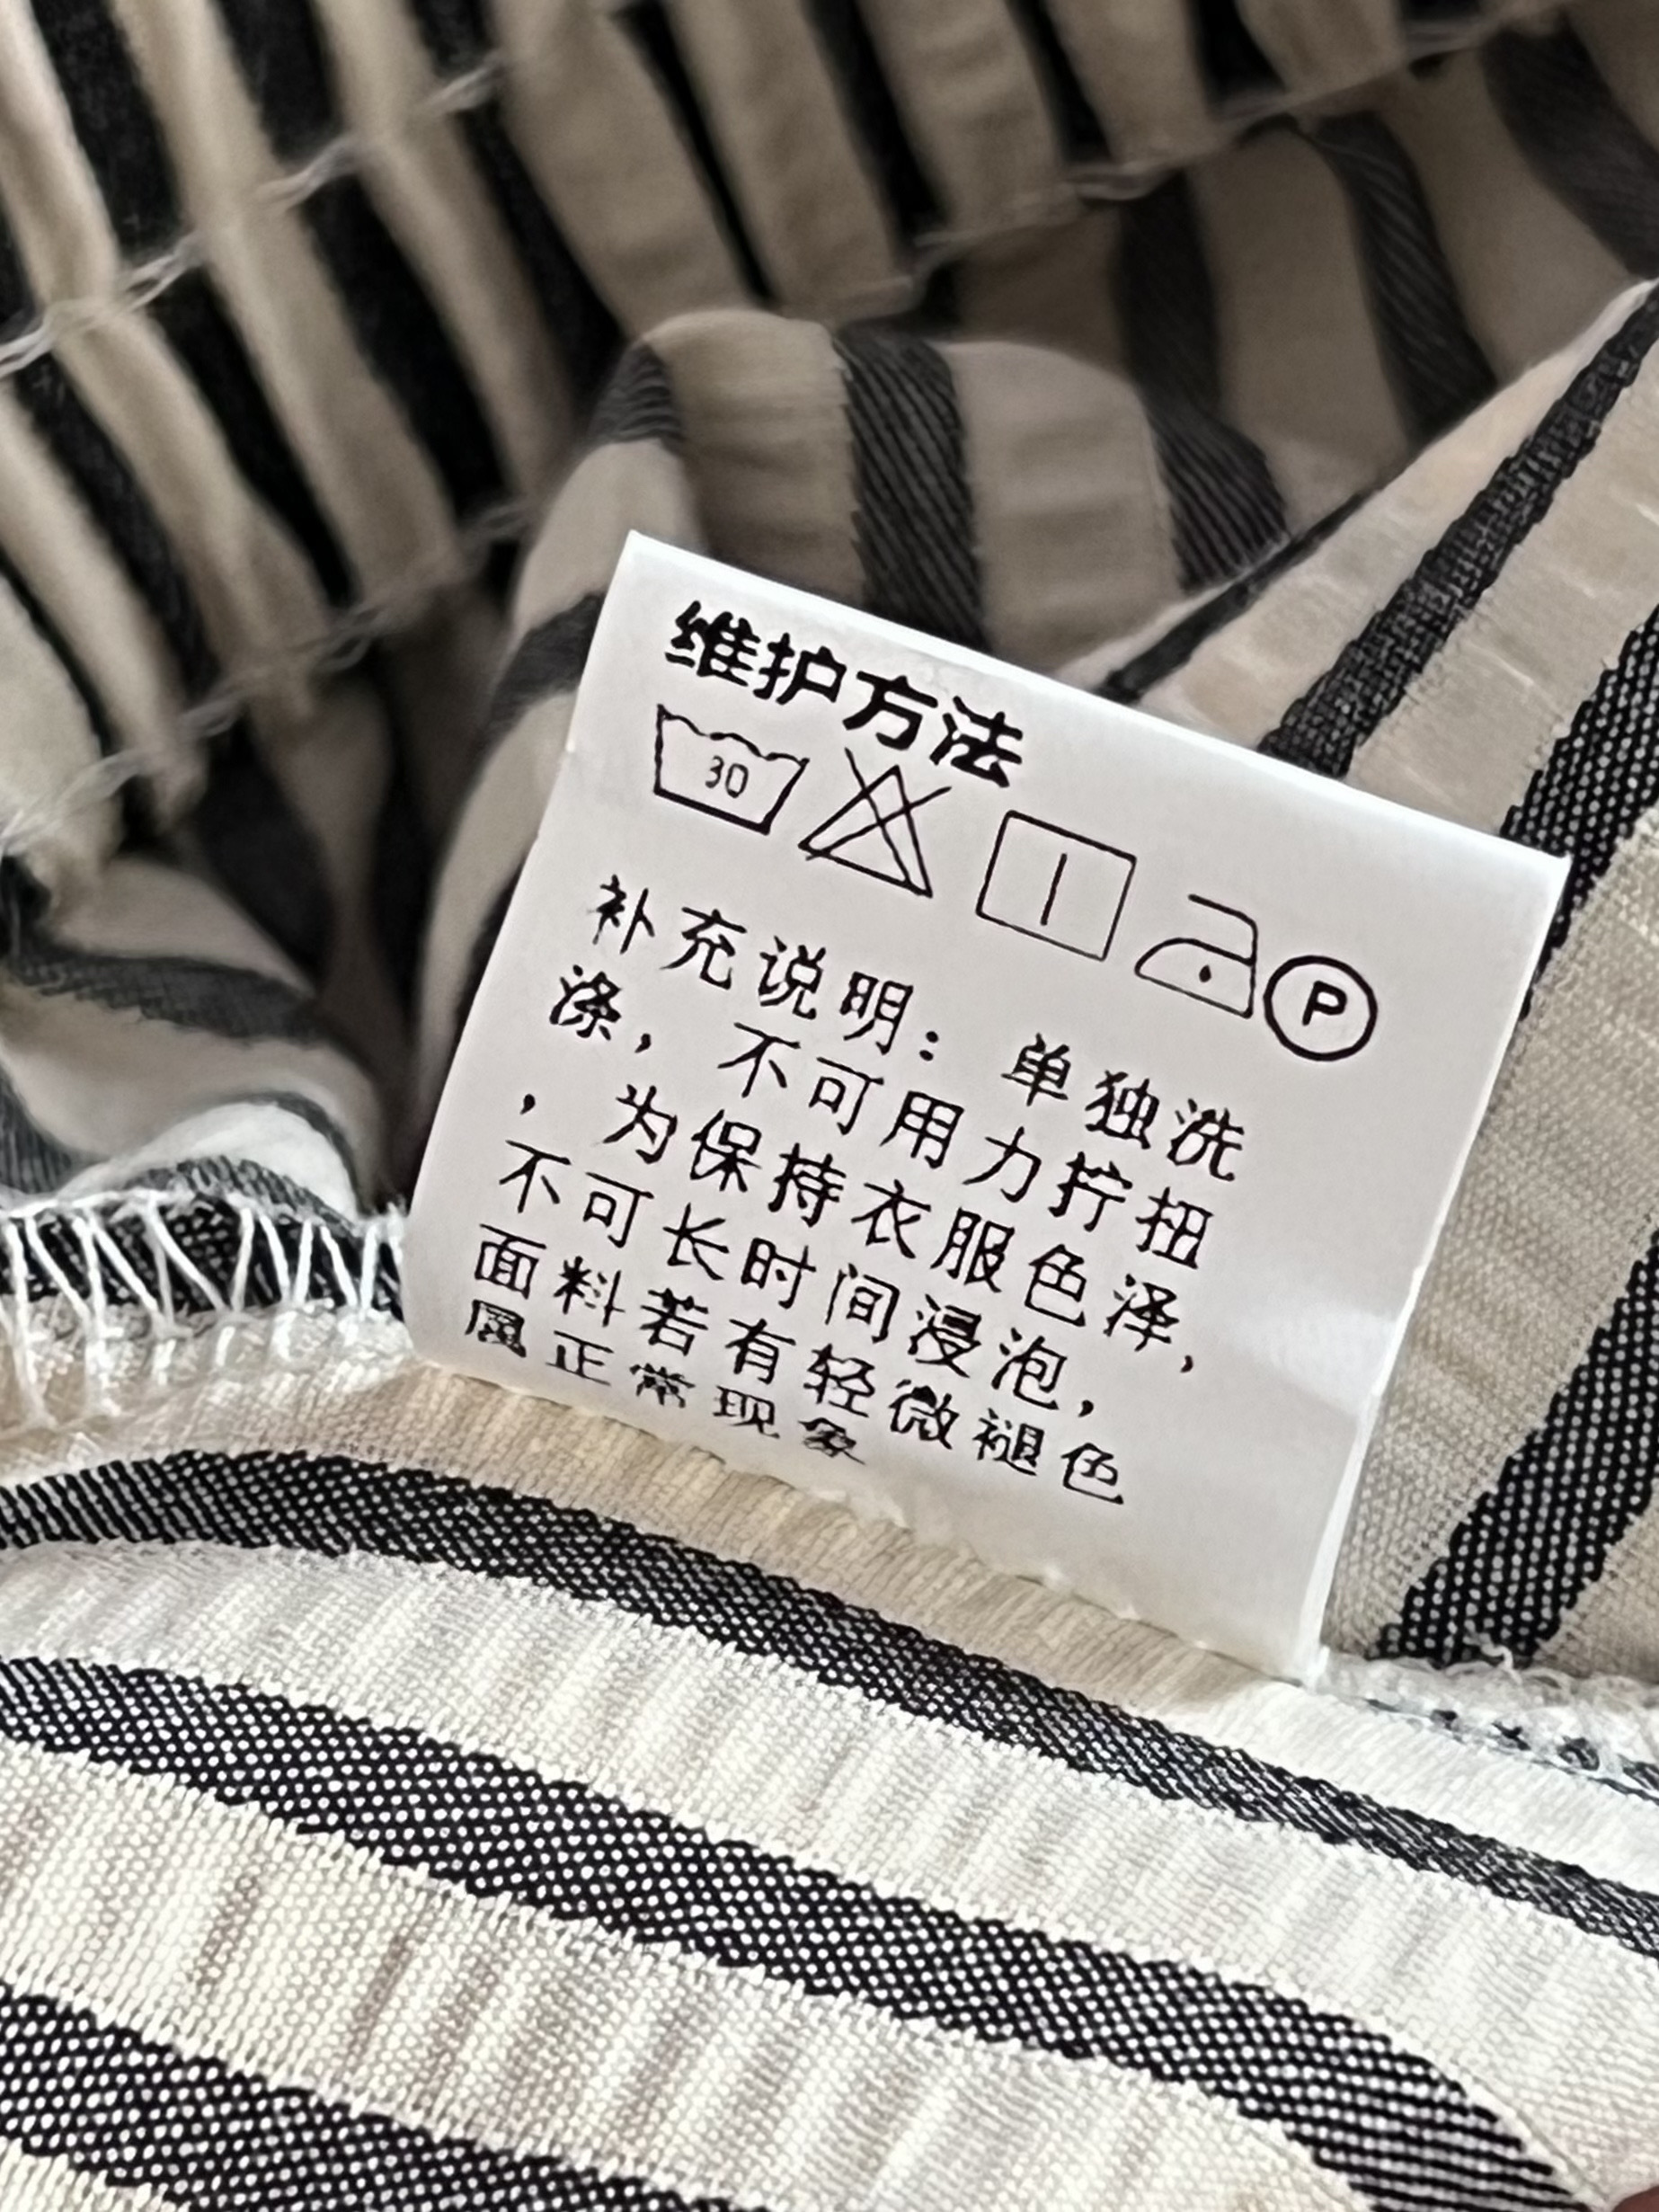 维护方法
30 P
补充说明：单独洗
涤，不可用力拧扭
，为保持衣服色泽，
不可长时间浸泡，
面料若有轻微褪色
属正常现象